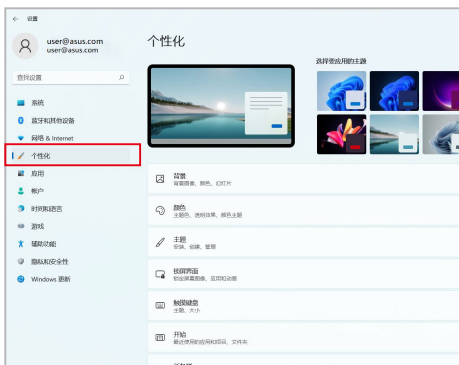 设置
user@asus.com
user@asus.com
查找设置
系统
蓝牙和其他设备
网络 & Internet
个性化
应用
帐户
时间和语言
游戏
辅助功能
隐私和安全性
Windows 更新
个性化
选择要应用的主题
背景
背景图像、颜色、幻灯片
颜色
主题色、透明效果、颜色主题
主题
安装、创建、管理
锁屏界面
锁定屏幕图像、应用和动画
触摸键盘
主题、大小
开始
最近使用的应用和项目、文件夹